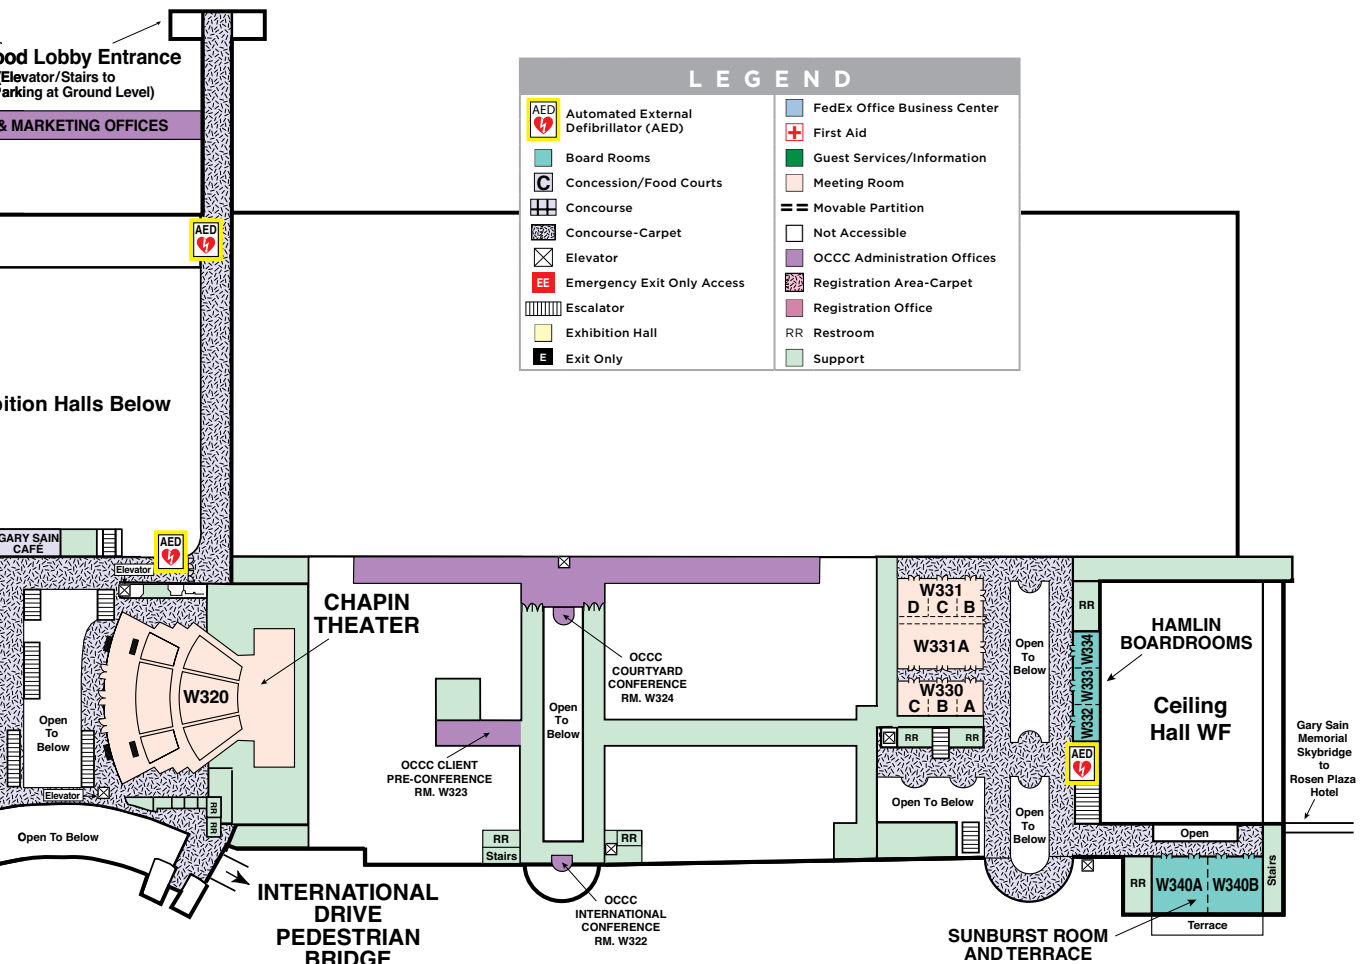 ood Lobby Entrance
(Elevator/Stairs to
Parking at Ground Level)
& MARKETING OFFICES
AED
LEGEND
AED
Automated External
Defibrillator (AED)
Board Rooms
C
Concession/Food Courts
Concourse
Concourse-Carpet
Elevator
EE
Emergency Exit Only Access
Escalator
Exhibition Hall
E
Exit Only
FedEx Office Business Center
First Aid
Guest Services/Information
Meeting Room
Movable Partition
Not Accessible
OCCC Administration Offices
Registration Area-Carpet
Registration Office
RR
Restroom
Support
bition Halls Below
GARY SAIN
CAFÉ
AED
Elevator
CHAPIN
THEATER
W320
Open
To
Below
Elevator
RR
RR
Open To Below
INTERNATIONAL
DRIVE
PEDESTRIAN
BRIDGE
OCCC
COURTYARD
CONFERENCE
RM. W324
Open
To
Below
OCCC CLIENT
PRE-CONFERENCE
RM. W323
RR
Stairs
RR
OCCC
INTERNATIONAL
CONFERENCE
RM. W322
W331
D C B
W331A
W330
C B A
RR
RR
Open To Below
Open
To
Below
Open
To
Below
RR
W334
W333
W332
AED
HAMLIN
BOARDROOMS
Ceiling
Hall WF
Gary Sain
Memorial
Skybridge
to
Rosen Plaza
Hotel
Open
RR
W340A
W340B
Stairs
Terrace
SUNBURST ROOM
AND TERRACE